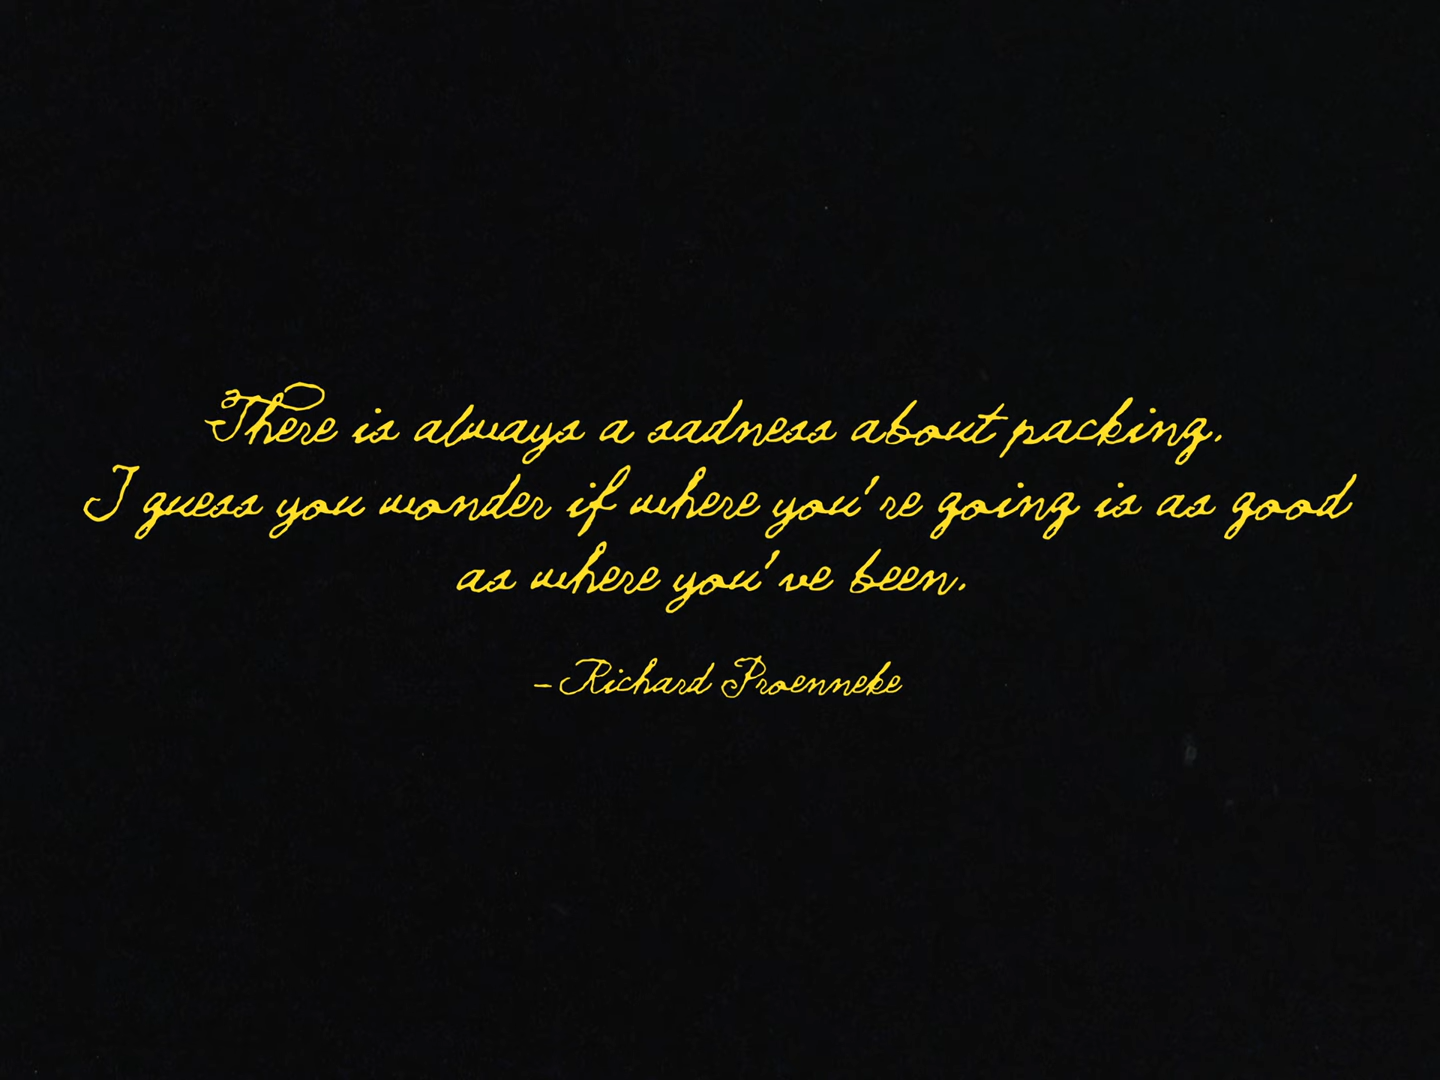 There is always a sadness about packing.
I guess you wonder if where you're going is as good
as where you've been.
-Richard Proenneke